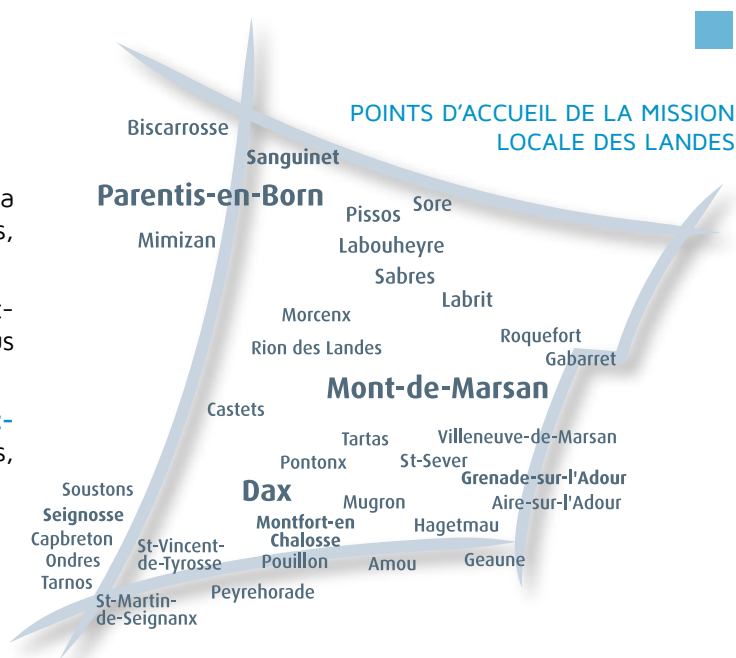 POINTS D'ACCUEIL DE LA MISSION
LOCALE DES LANDES
a
s,
t-
us
t-
s,
Biscarrosse
Sanguinet
Parentis-en-Born
Pissos
Sore
Mimizan
Labouheyre
Sabres
Labrit
Morcenx
Roquefort
Rion des Landes
Gabarret
Mont-de-Marsan
Castets
Tartas
Villeneuve-de-Marsan
Pontonx
St-Sever
Grenade-sur-l'Adour
Soustons
Dax
Mugron
Aire-sur-l'Adour
Seignosse
Montfort-en
Chalosse
Hagetmau
Capbreton
St-Vincent-
de-Tyrosse
Ondres
Pouillon
Amou
Geaune
Tarnos
Peyrehorade
St-Martin-
de-Seignanx